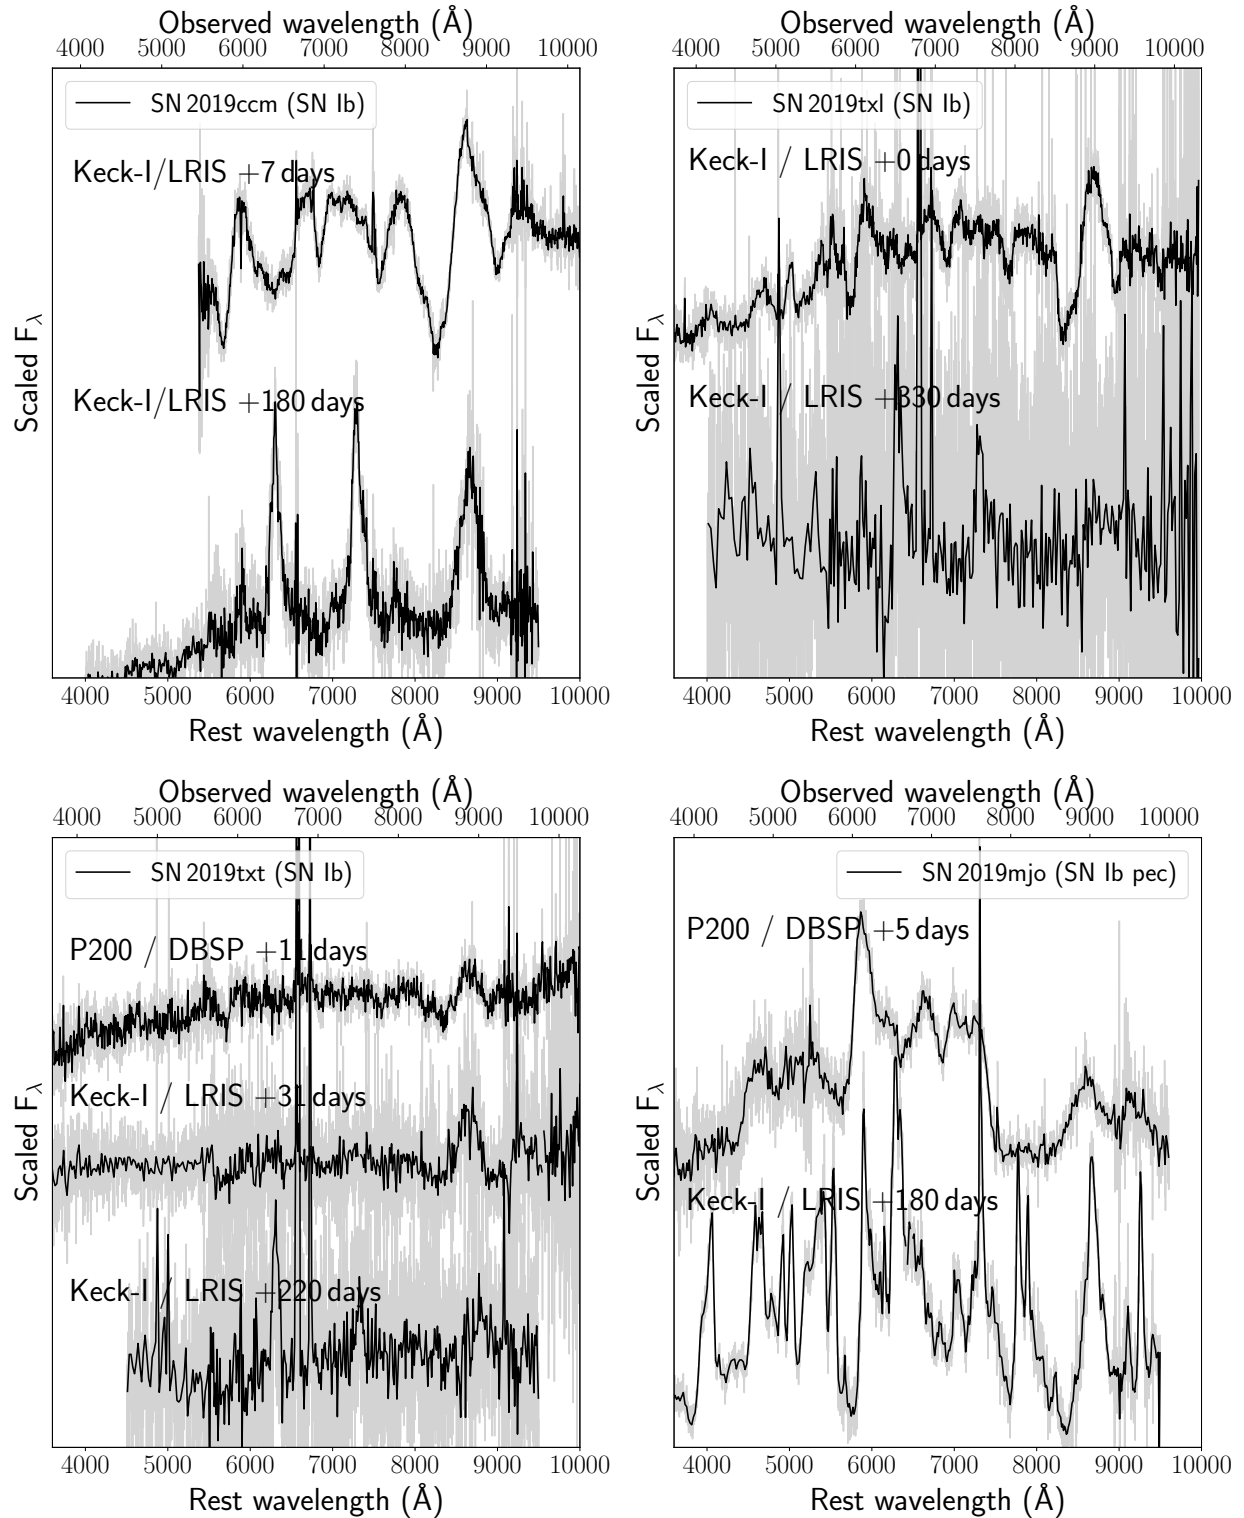 Observed wavelength (Å)
4000 5000 6000 7000 8000 9000 10000
SN 2019ccm (SN Ib)
Keck-I/LRIS +7 days
Keck-I/LRIS +180 days
Scaled F_λ
4000 5000 6000 7000 8000 9000 10000
Rest wavelength (Å)
Observed wavelength (Å)
4000 5000 6000 7000 8000 9000 10000
SN 2019txl (SN Ib)
Keck-I / LRIS +0 days
Keck-I / LRIS +330 days
Scaled F_λ
4000 5000 6000 7000 8000 9000 10000
Rest wavelength (Å)
Observed wavelength (Å)
4000 5000 6000 7000 8000 9000 10000
SN 2019txt (SN Ib)
P200 / DBSP +11 days
Keck-I / LRIS +31 days
Keck-I / LRIS +220 days
Scaled F_λ
4000 5000 6000 7000 8000 9000 10000
Rest wavelength (Å)
Observed wavelength (Å)
4000 5000 6000 7000 8000 9000 10000
SN 2019mjo (SN Ib pec)
P200 / DBSP +5 days
Keck-I / LRIS +180 days
Scaled F_λ
4000 5000 6000 7000 8000 9000 10000
Rest wavelength (Å)